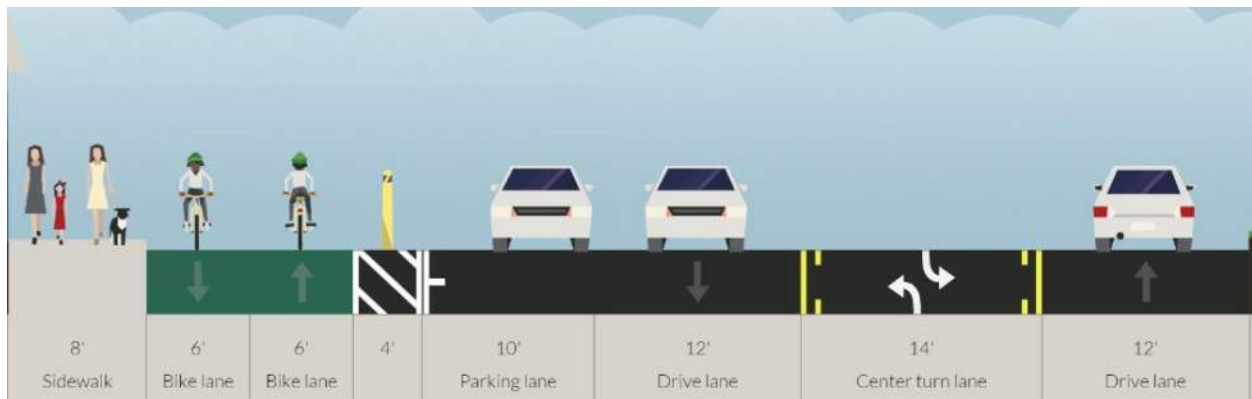 8'
Sidewalk
6'
Bike lane
6'
Bike lane
4'
10'
Parking lane
12'
Drive lane
14'
Center turn lane
12'
Drive lane